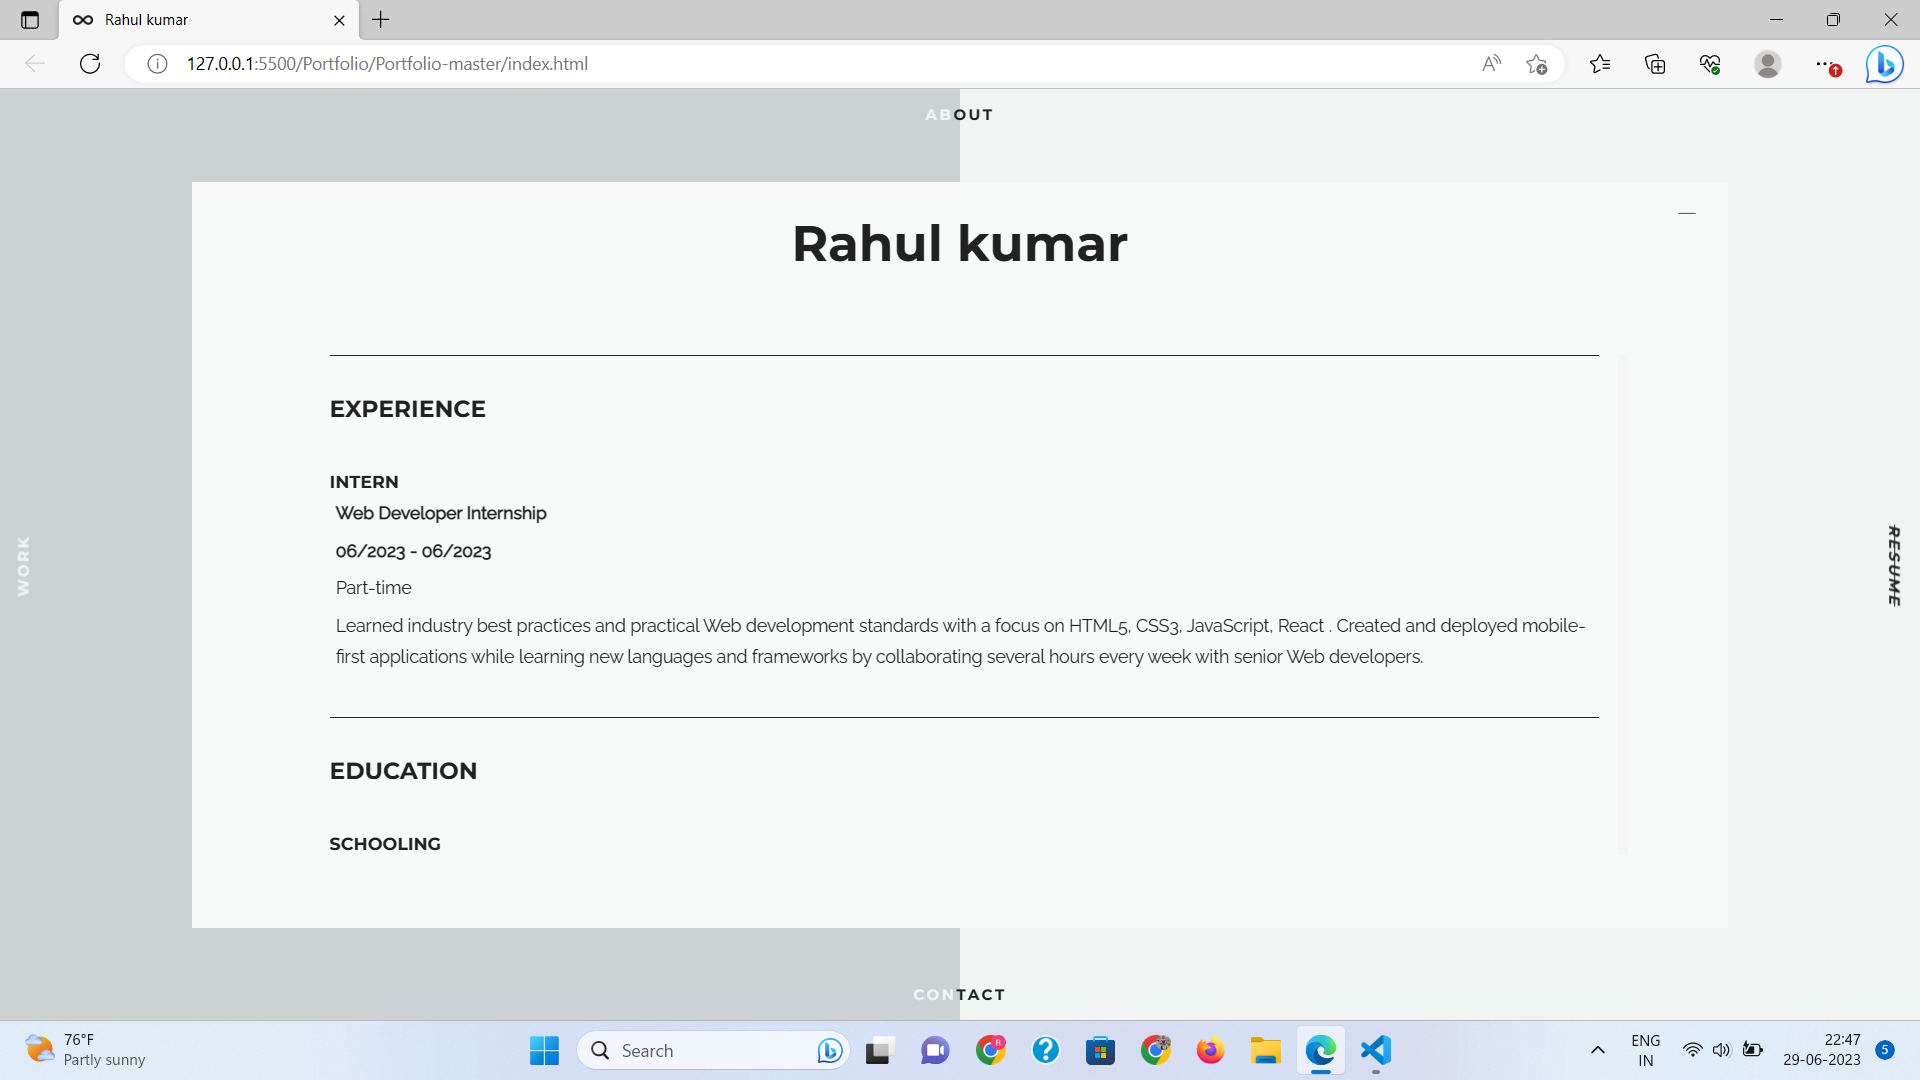 Rahul kumar
127.0.0.1:5500/Portfolio/Portfolio-master/index.html
ABOUT
Rahul kumar
EXPERIENCE
INTERN
Web Developer Internship
06/2023 - 06/2023
Part-time
Learned industry best practices and practical Web development standards with a focus on HTML5, CSS3, JavaScript, React . Created and deployed mobile-
first applications while learning new languages and frameworks by collaborating several hours every week with senior Web developers.
EDUCATION
SCHOOLING
WORK
RESUME
CONTACT
76°F
Partly sunny
Search
ENG
IN
22:47
29-06-2023
5